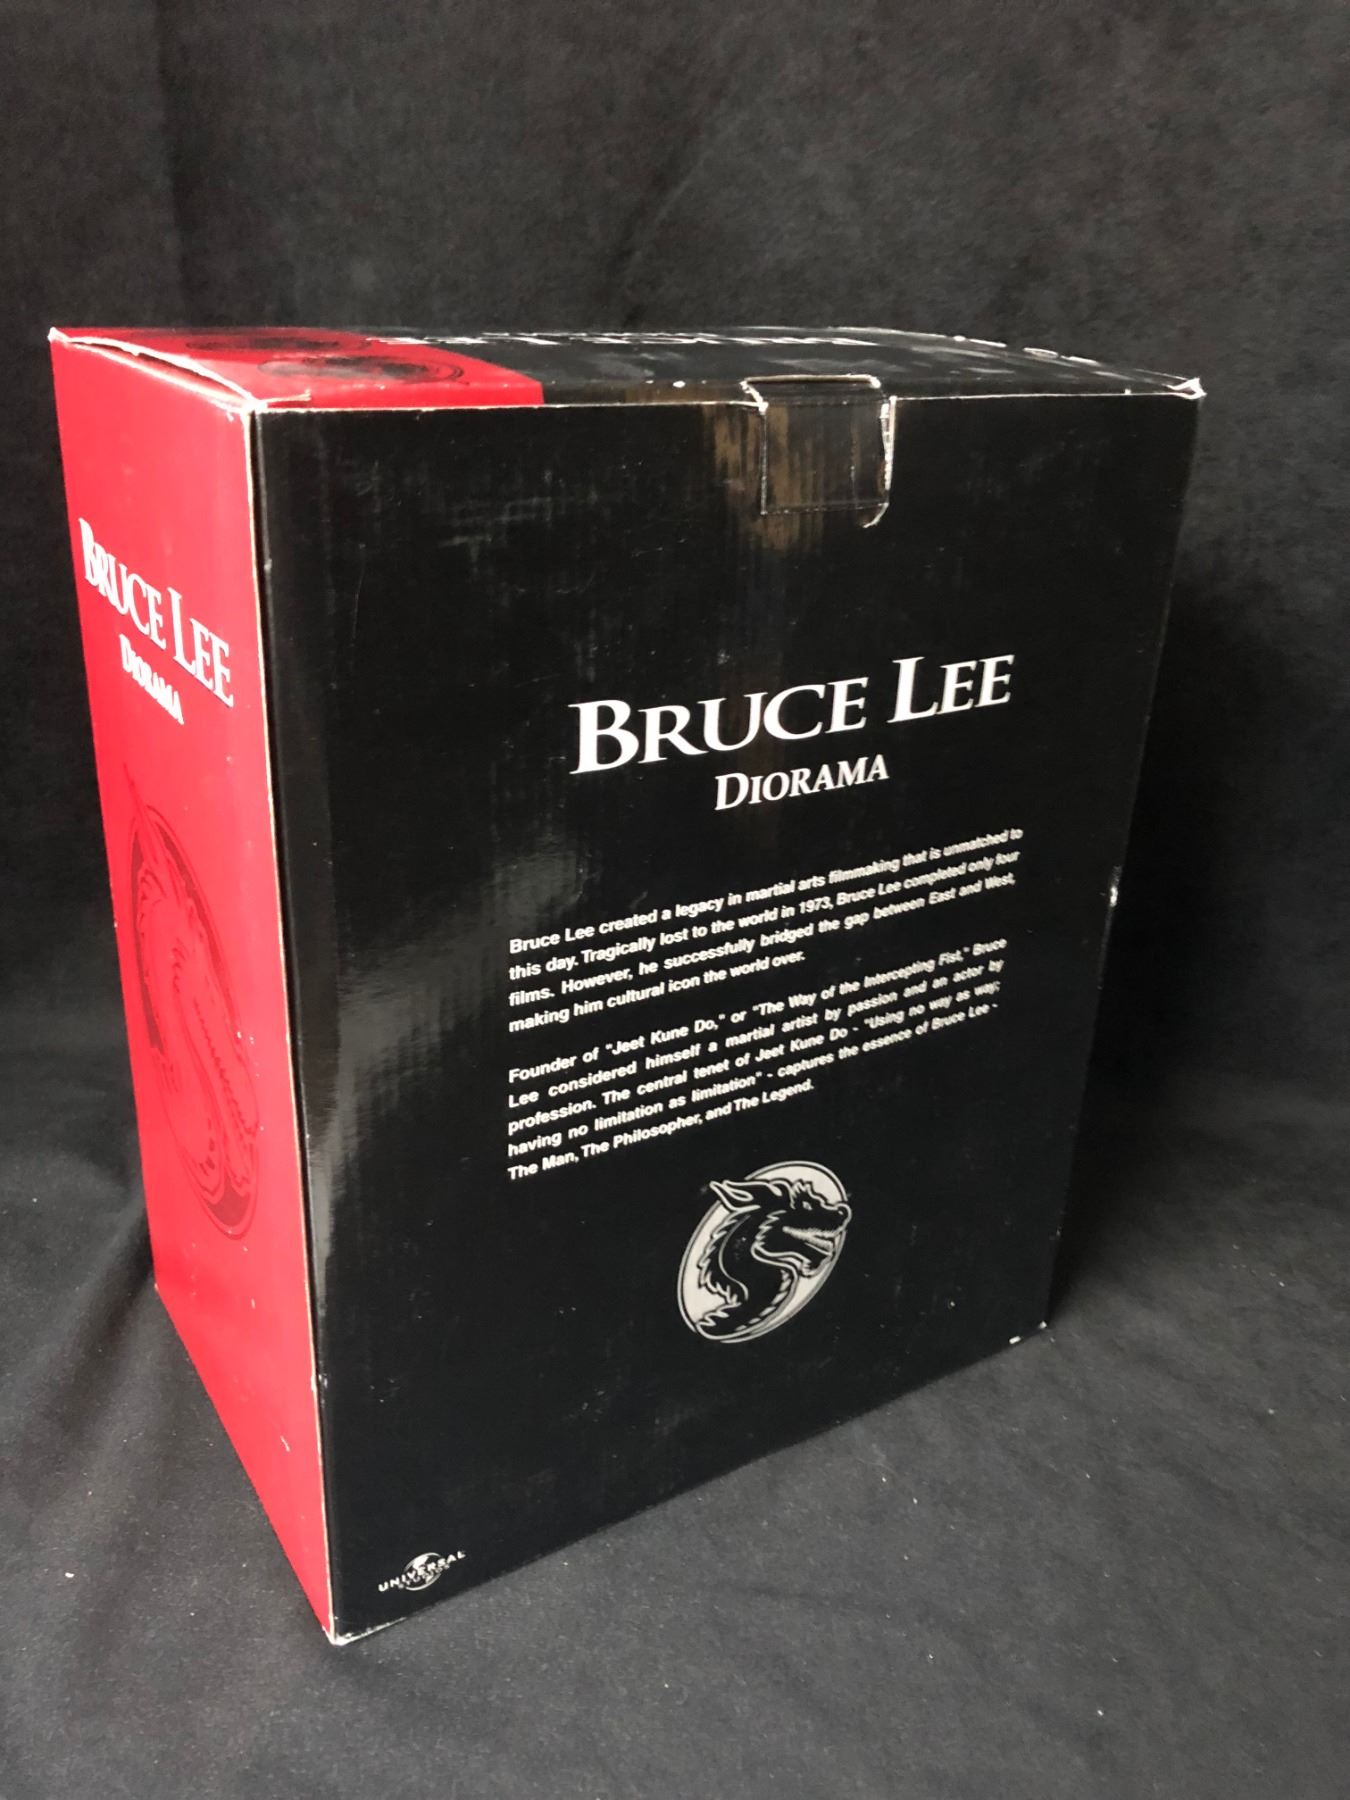 BRUCE LEE
DIORAMA
BRUCE LEE
DIORAMA
Bruce Lee created a legacy in martial arts filmmaking that is unmatched to
this day. Tragically lost to the world in 1973, Bruce Lee completed only four
films. However, he successfully bridged the gap between East and West,
making him cultural icon the world over.
Founder of "Jeet Kune Do," or "The Way of the Intercepting Fist," Bruce
Lee considered himself a martial artist by passion and an actor by
profession. The central tenet of Jeet Kune Do - "Using no way as way;
having no limitation as limitation" - captures the essence of Bruce Lee -
The Man, The Philosopher, and The Legend.
UNIVERSAL
STUDIOS